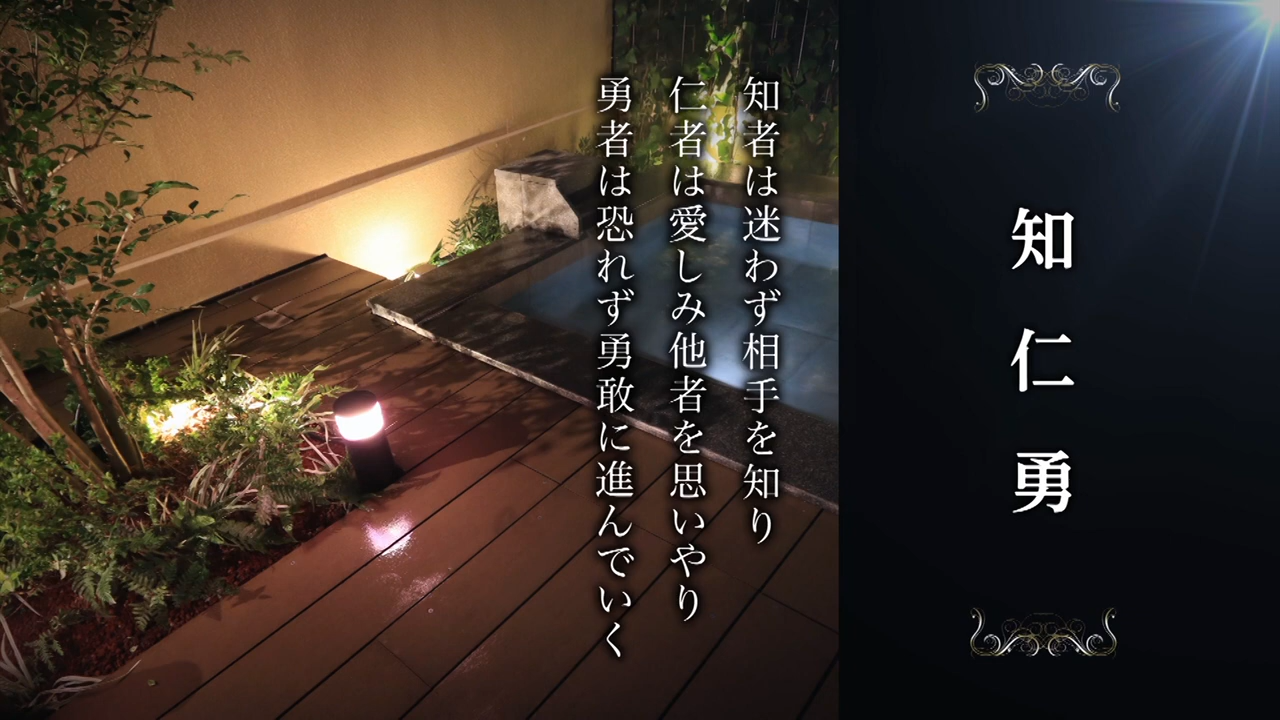 知仁勇
知者は迷わず相手を知り
仁者は愛しみ他者を思いやり
勇者は恐れず勇敢に進んでいく